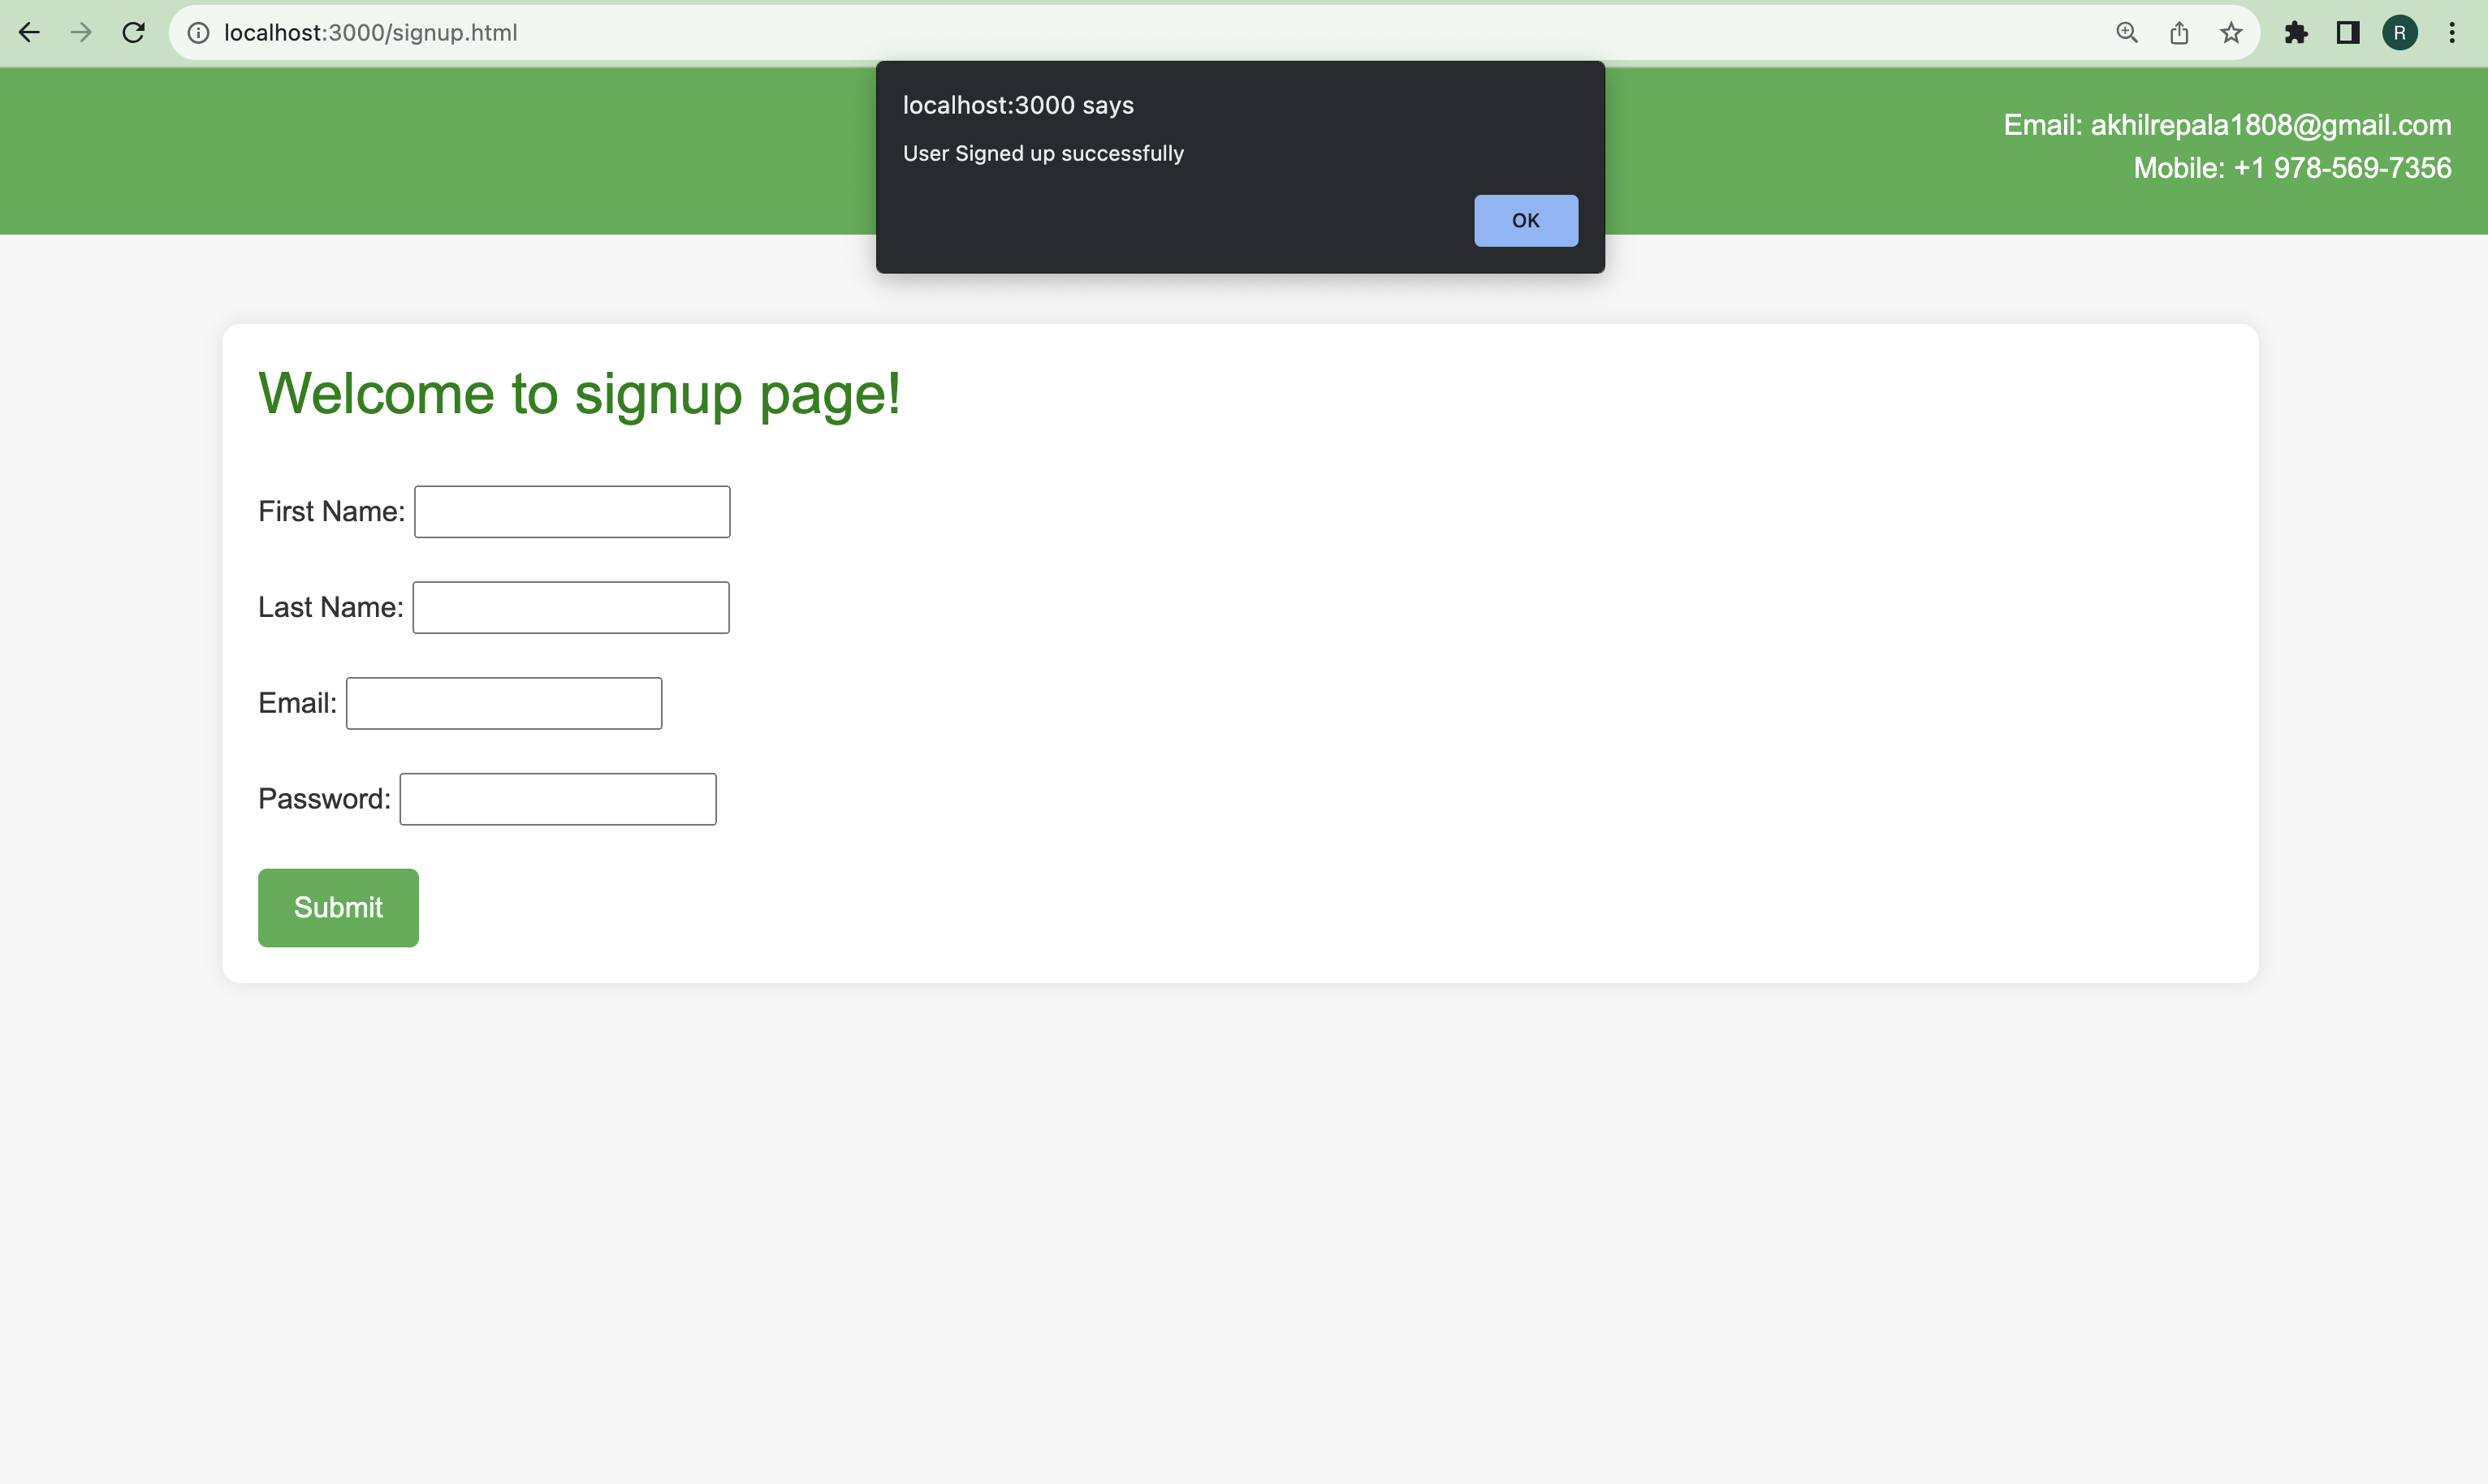 localhost:3000/signup.html
R
localhost:3000 says
User Signed up successfully
OK
Email: akhilrepala1808@gmail.com
Mobile: +1 978-569-7356
Welcome to signup page!
First Name:
Last Name:
Email:
Password:
Submit